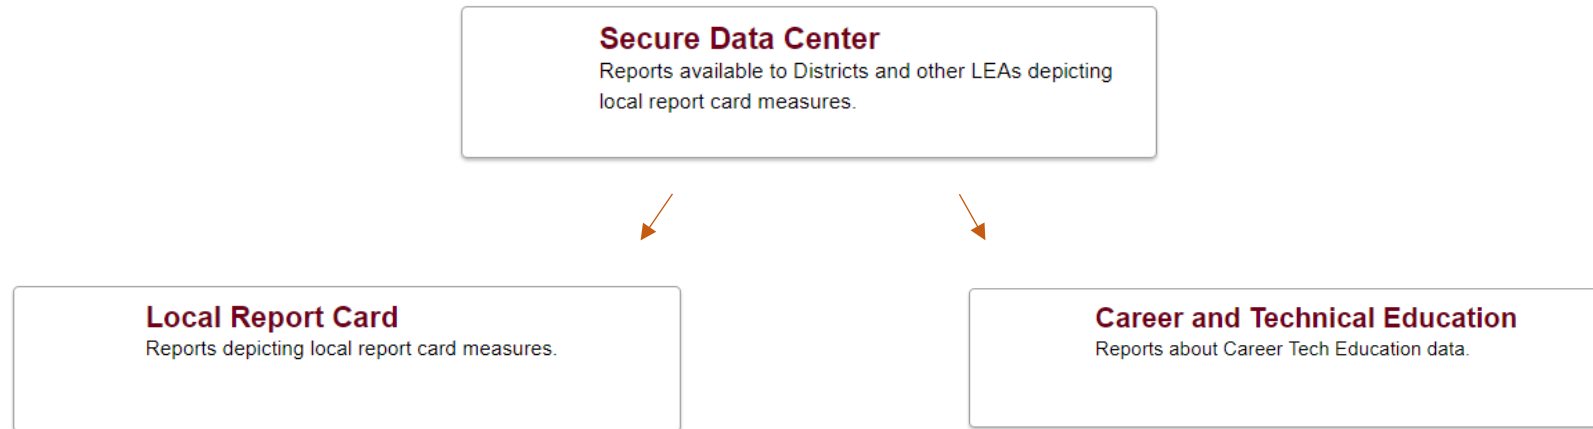 Secure Data Center
Reports available to Districts and other LEAs depicting
local report card measures.
Local Report Card
Reports depicting local report card measures.
Career and Technical Education
Reports about Career Tech Education data.